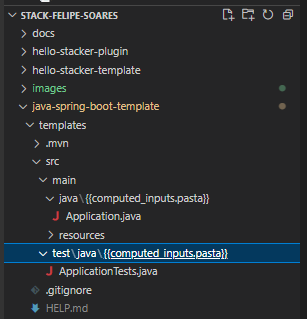 STACK-FELIPE-SOARES
docs
hello-stacker-plugin
hello-stacker-template
images
java-spring-boot-template
templates
.mvn
src
main
java\{{computed_inputs.pasta}}
J Application.java
resources
test\java\{{computed_inputs.pasta}}
J ApplicationTests.java
.gitignore
HELP.md